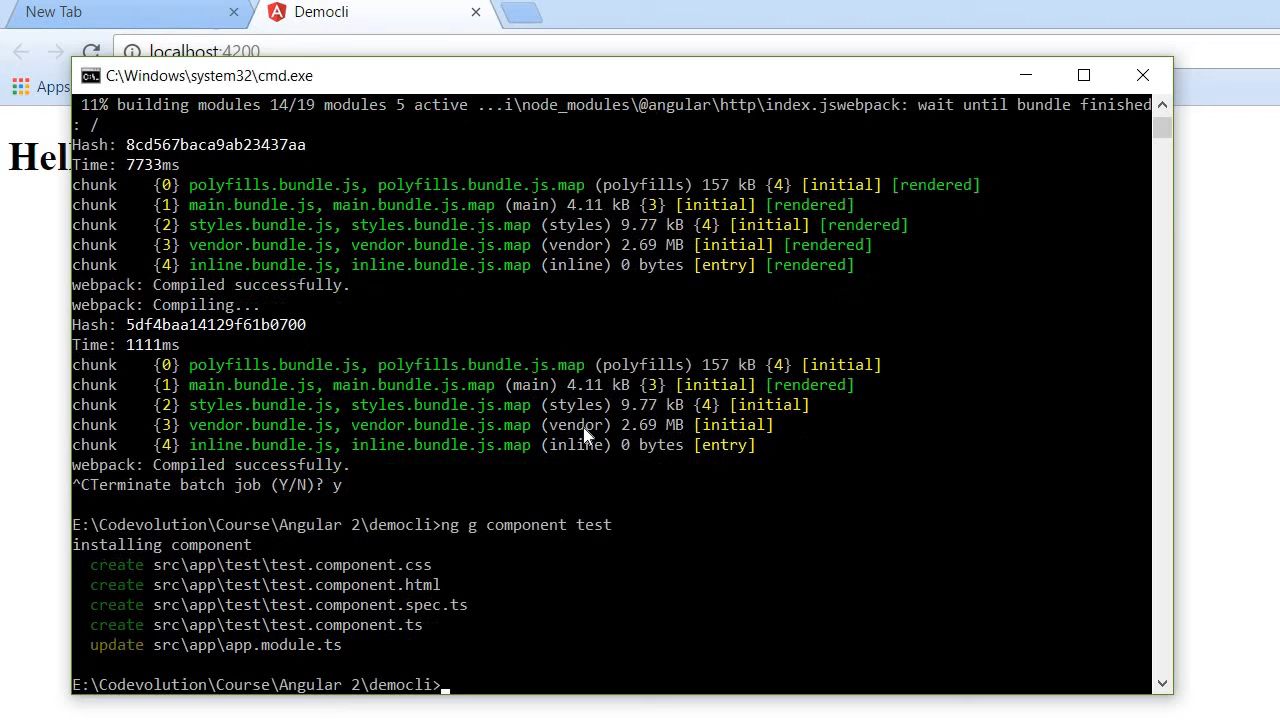 New Tab
Democli
localhost:4200
Apps
C:\Windows\system32\cmd.exe
11% building modules 14/19 modules 5 active ...i\node_modules\@angular\http\index.jswebpack: wait until bundle finished
: /
Hash: 8cd567baca9ab23437aa
Time: 7733ms
chunk    {0} polyfills.bundle.js, polyfills.bundle.js.map (polyfills) 157 kB {4} [initial] [rendered]
chunk    {1} main.bundle.js, main.bundle.js.map (main) 4.11 kB {3} [initial] [rendered]
chunk    {2} styles.bundle.js, styles.bundle.js.map (styles) 9.77 kB {4} [initial] [rendered]
chunk    {3} vendor.bundle.js, vendor.bundle.js.map (vendor) 2.69 MB [initial] [rendered]
chunk    {4} inline.bundle.js, inline.bundle.js.map (inline) 0 bytes [entry] [rendered]
webpack: Compiled successfully.
webpack: Compiling...
Hash: 5df4baa14129f61b0700
Time: 1111ms
chunk    {0} polyfills.bundle.js, polyfills.bundle.js.map (polyfills) 157 kB {4} [initial]
chunk    {1} main.bundle.js, main.bundle.js.map (main) 4.11 kB {3} [initial] [rendered]
chunk    {2} styles.bundle.js, styles.bundle.js.map (styles) 9.77 kB {4} [initial]
chunk    {3} vendor.bundle.js, vendor.bundle.js.map (vendor) 2.69 MB [initial]
chunk    {4} inline.bundle.js, inline.bundle.js.map (inline) 0 bytes [entry]
webpack: Compiled successfully.
^CTerminate batch job (Y/N)? y
E:\Codevolution\Course\Angular 2\democli>ng g component test
installing component
create src\app\test\test.component.css
create src\app\test\test.component.html
create src\app\test\test.component.spec.ts
create src\app\test\test.component.ts
update src\app\app.module.ts
E:\Codevolution\Course\Angular 2\democli>